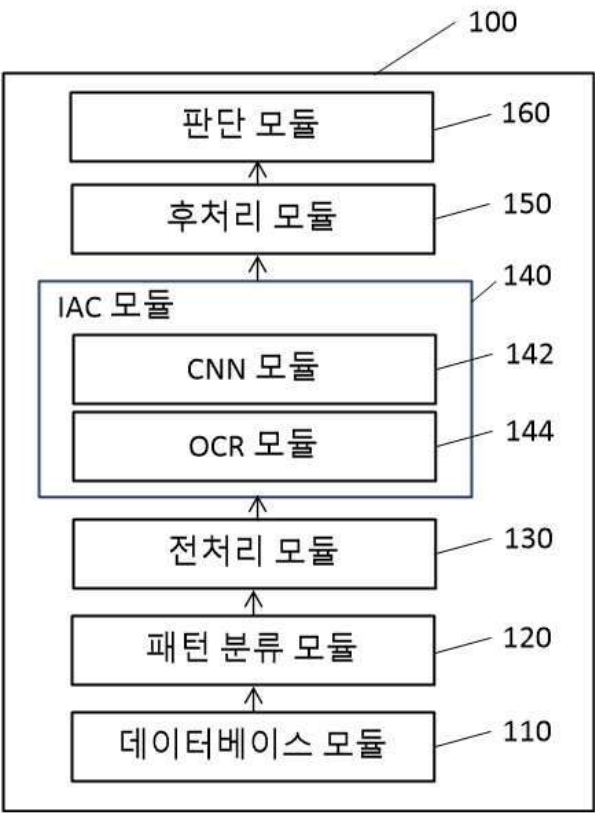 100
판단 모듈
160
후처리 모듈
150
140
IAC 모듈
CNN 모듈
142
OCR 모듈
144
전처리 모듈
130
패턴 분류 모듈
120
데이터베이스 모듈
110